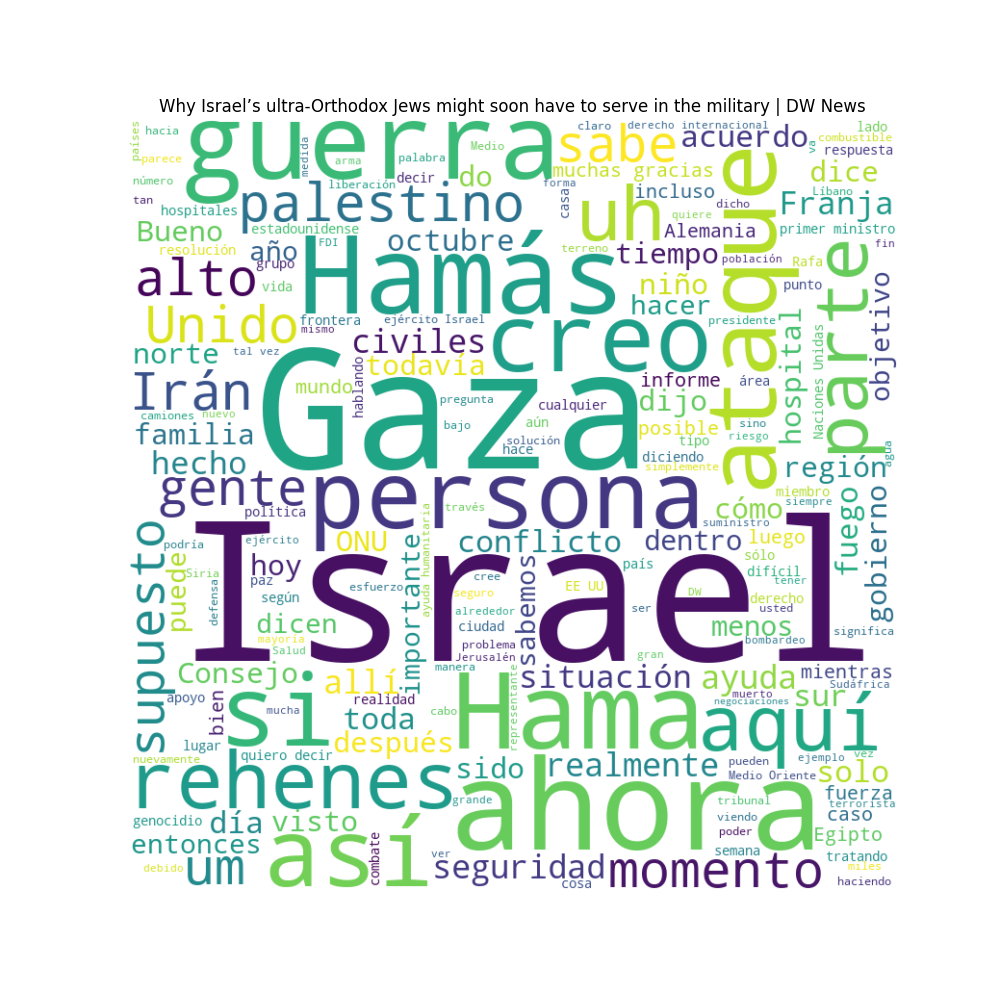 Why Israel’s ultra-Orthodox Jews might soon have to serve in the military | DW News
países
hacia
parece
número
tan
hospitales
Bueno
resolución
guerra
medida
arma
palabra
liberación
decir
Medio
do
claro
derecho internacional
sabe
acuerdo
muchas gracias
forma
casa
lado
combustible
va
respuesta
dice
incluso
Líbano
Franja
dicho
quiere
Alemania
primer ministro
palestino
estadounidense
FDI
año
grupo
octubre
uh
ataque
terreno
tiempo
población
Rafa
fin
alto
vida
Hamás
niño
punto
parte
objetivo
Unido
frontera
mismo
ejército Israel
hacer
presidente
norte
tal vez
civiles
creo
hospital
Naciones Unidas
Irán
mundo
todavía
hablando
Gaza
pregunta
cualquier
informe
área
dijo
camiones
nuevo
bajo
aún
posible
sino
familia
solución
hace
tipo
riesgo
agua
hecho
diciendo
simplemente
región
gente
persona
miembro
siempre
cómo
fuego
gobierno
política
través
suministro
supuesto
podría
ejército
ONU
ayuda humanitaria
conflicto
dentro
luego
hoy
importante
sabemos
país
sólo
difícil
puede
Siria
paz
esfuerzo
cree
EE UU
tener
defensa
según
Israel
seguro
DW
derecho
usted
alrededor
ser
dicen
ciudad
menos
bombardeo
significa
mayoría
problema
Salud
Jerusalén
gran
Consejo
manera
situación
ayuda
mientras
Sudáfrica
allí
realidad
muerto
sur
negociaciones
apoyo
bien
si
mucha
toda
cabo
representante
Hama
aquí
lugar
quiero decir
después
nuevamente
rehenes
sido
realmente
pueden
ejemplo
vez
Medio Oriente
solo
grande
ahora
tribunal
fuerza
terrorista
genocidio
día
visto
viendo
caso
poder
Egipto
entonces
así
combate
ver
semana
tratando
debido
um
seguridad
cosa
momento
miles
haciendo